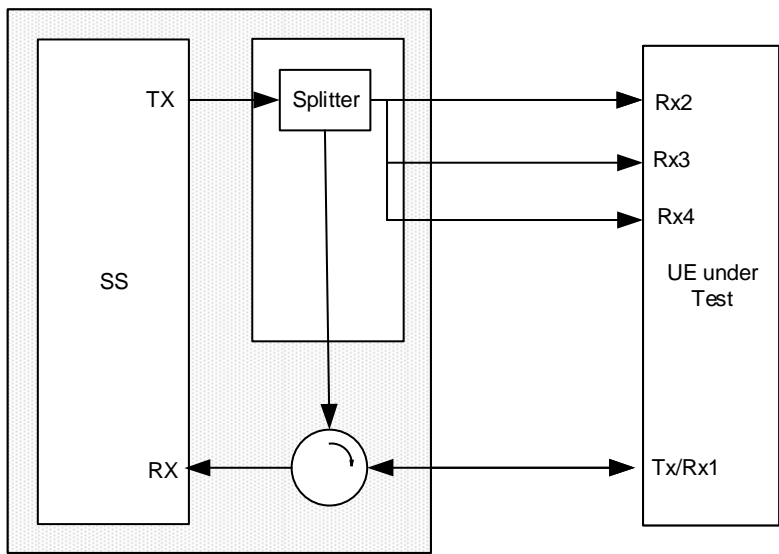 TX
Splitter
Rx2
Rx3
Rx4
SS
UE under
Test
RX
Tx/Rx1